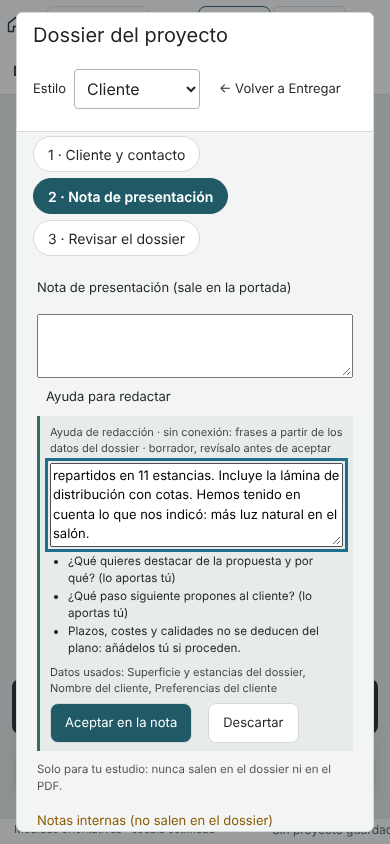 Dossier del proyecto
Estilo
Cliente
← Volver a Entregar
1 · Cliente y contacto
2 · Nota de presentación
3 · Revisar el dossier
Nota de presentación (sale en la portada)
Ayuda para redactar
Ayuda de redacción · sin conexión: frases a partir de los
datos del dossier · borrador, revísalo antes de aceptar
repartidos en 11 estancias. Incluye la lámina de
distribución con cotas. Hemos tenido en
cuenta lo que nos indicó: más luz natural en el
salón.
• ¿Qué quieres destacar de la propuesta y por
qué? (lo aportas tú)
• ¿Qué paso siguiente propones al cliente? (lo
aportas tú)
• Plazos, costes y calidades no se deducen del
plano: añádelos tú si proceden.
Datos usados: Superficie y estancias del dossier,
Nombre del cliente, Preferencias del cliente
Aceptar en la nota
Descartar
Solo para tu estudio: nunca salen en el dossier ni en el
PDF.
Notas internas (no salen en el dossier)